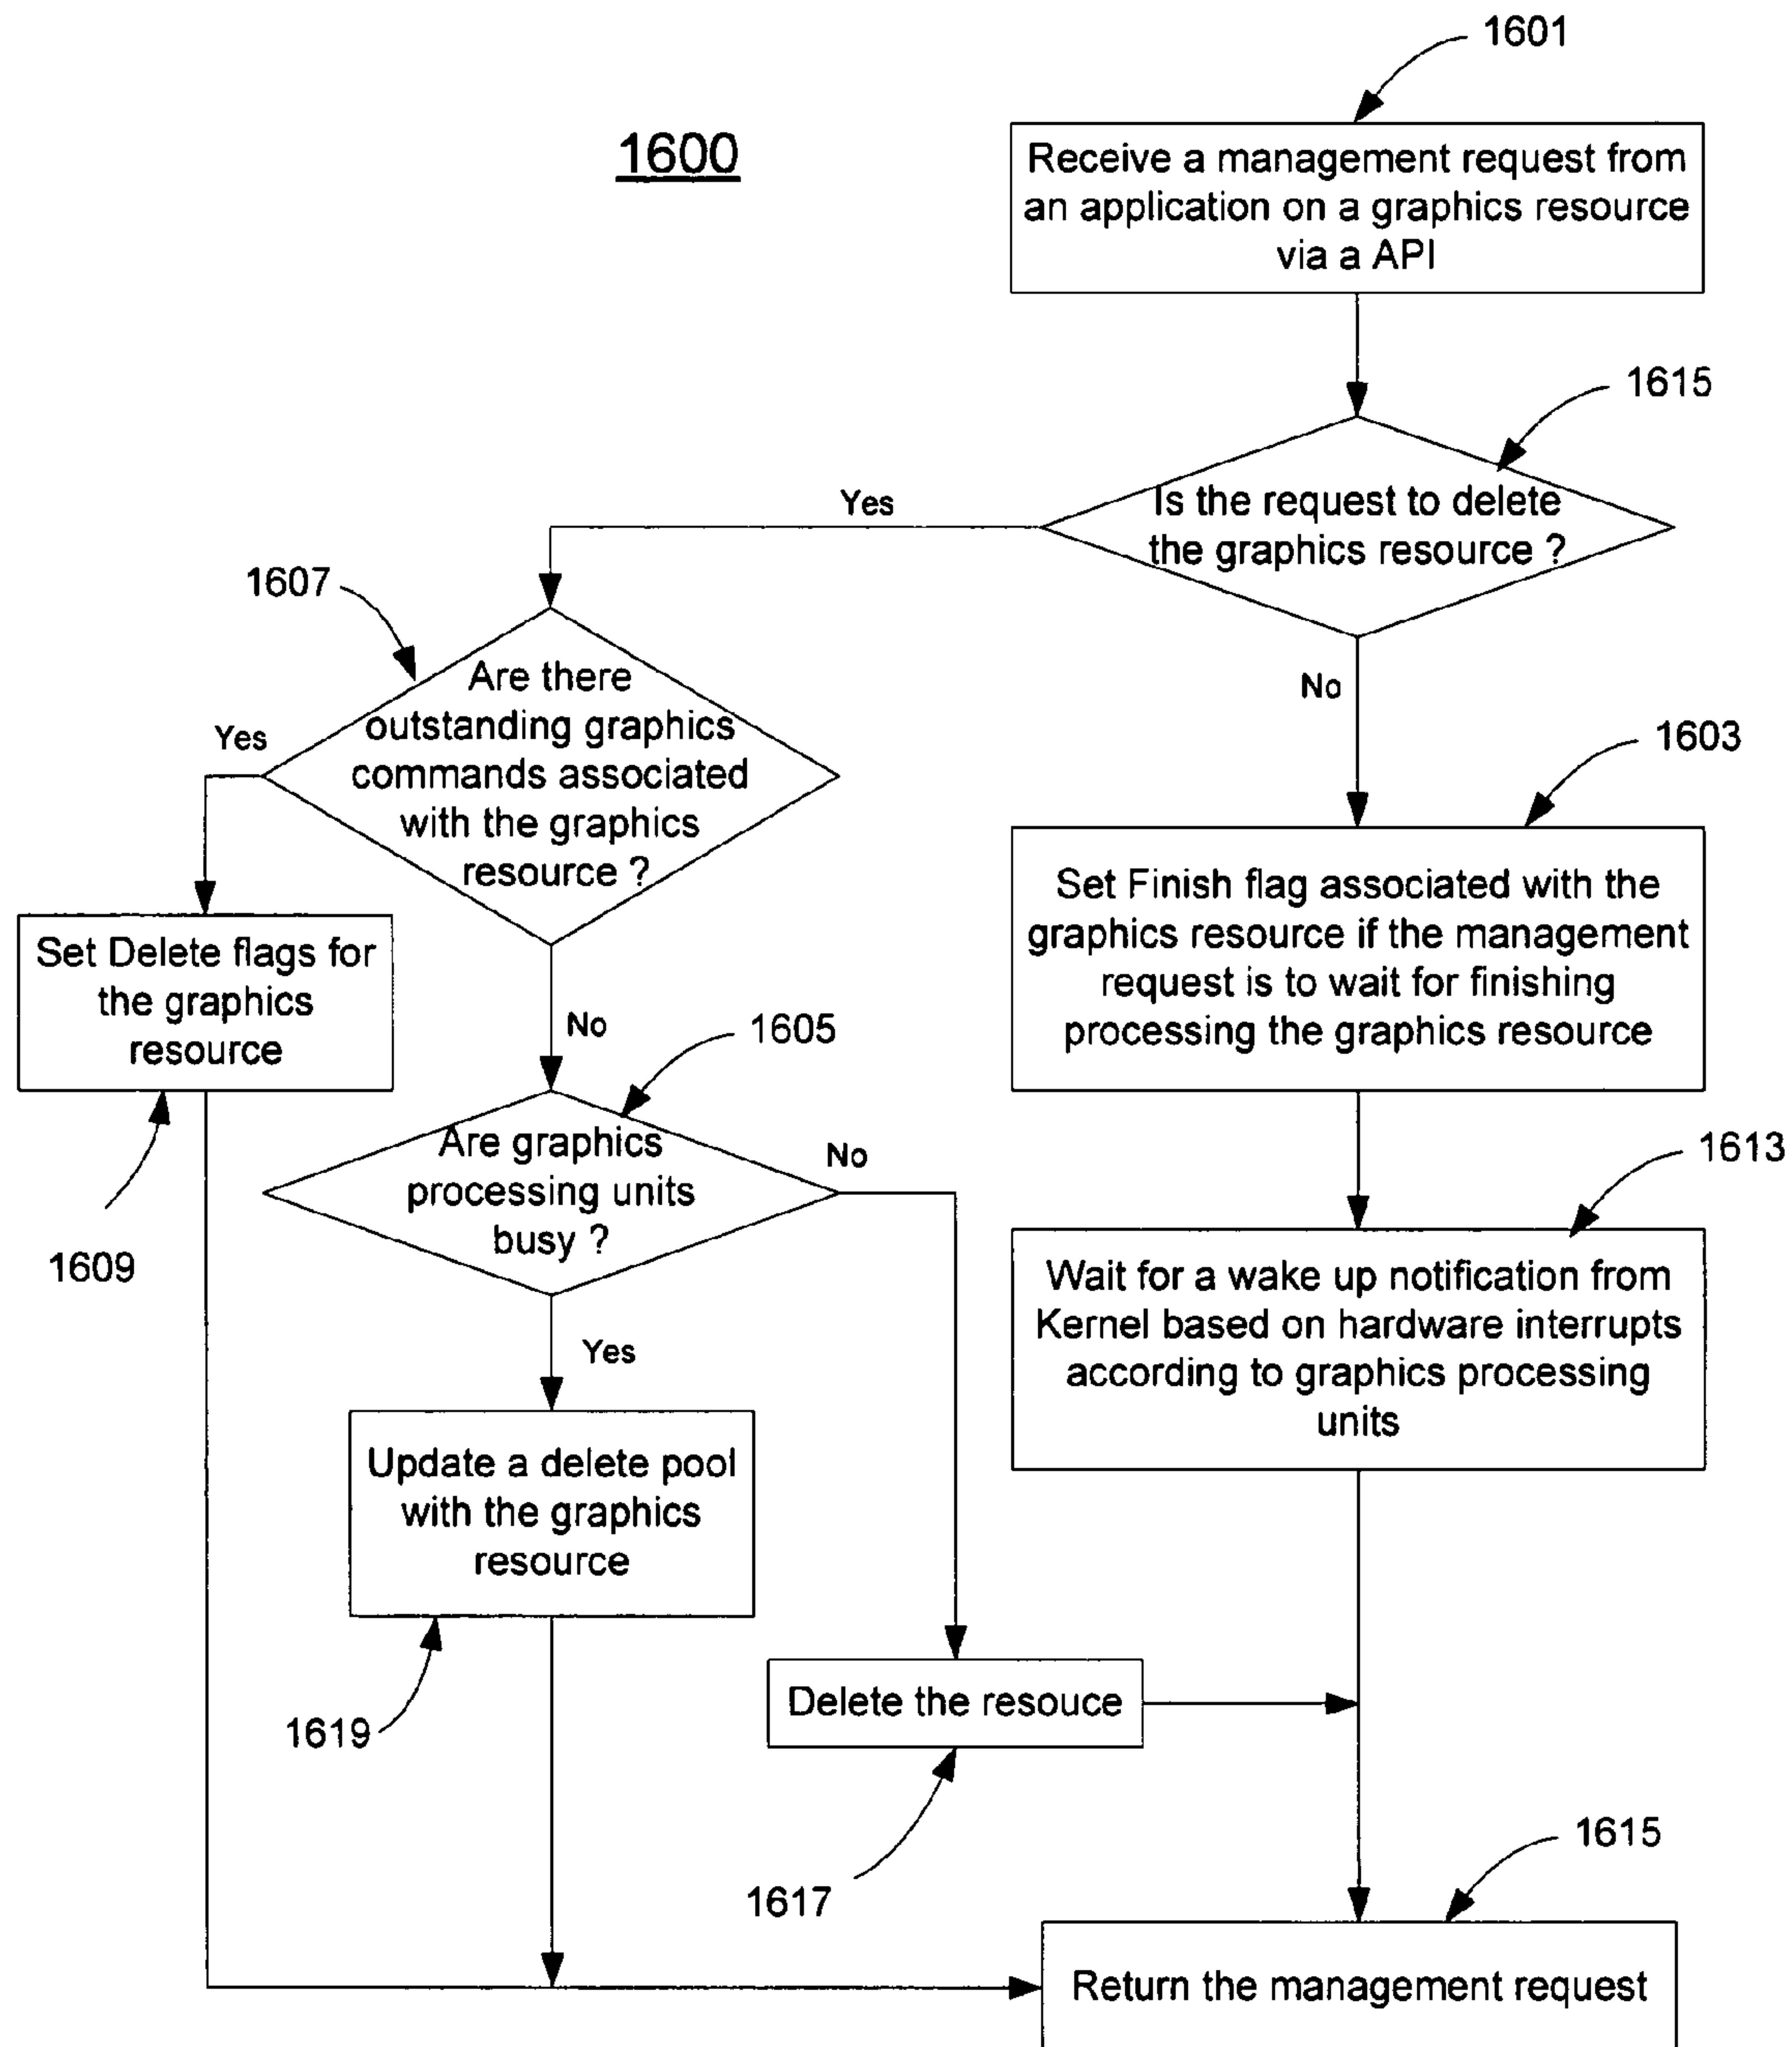 1601
1600
Receive a management request from
an application on a graphics resource
via a API
1615
Yes
Is the request to delete
the graphics resource ?
1607
No
Are there
outstanding graphics
commands associated
with the graphics
resource ?
Yes
1603
Set Finish flag associated with the
graphics resource if the management
request is to wait for finishing
processing the graphics resource
Set Delete flags for
the graphics
resource
No
1605
1609
Are graphics
processing units
busy ?
No
1613
Wait for a wake up notification from
Kernel based on hardware interrupts
according to graphics processing
units
Yes
Update a delete pool
with the graphics
resource
1619
Delete the resouce
1617
1615
Return the management request